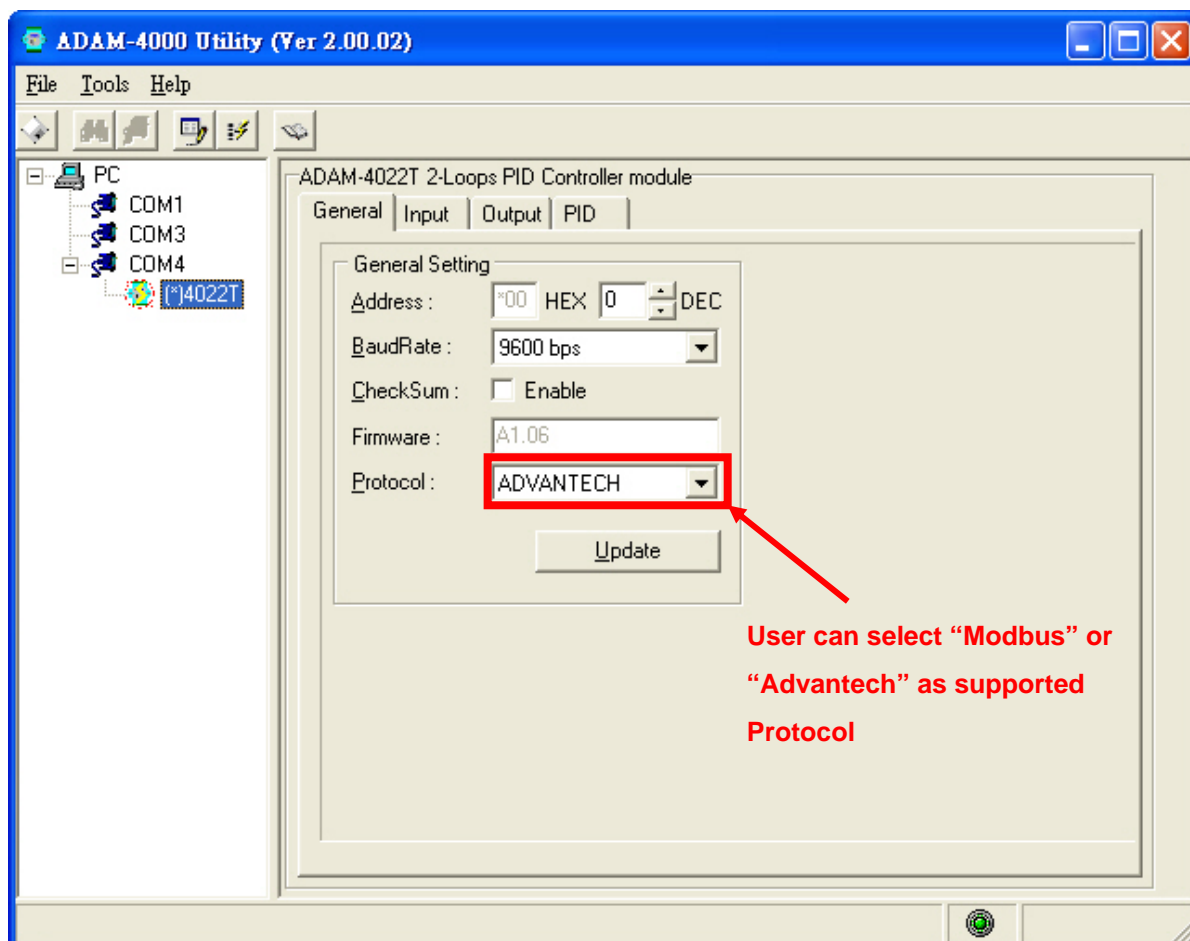 ADAM-4000 Utility (Ver 2.00.02)
File Tools Help
PC
COM1
COM3
COM4
(*)4022T
ADAM-4022T 2-Loops PID Controller module
General Input Output PID
General Setting
Address : *00 HEX 0 DEC
BaudRate : 9600 bps
CheckSum : Enable
Firmware : A1.06
Protocol : ADVANTECH
Update
User can select “Modbus” or
“Advantech” as supported
Protocol